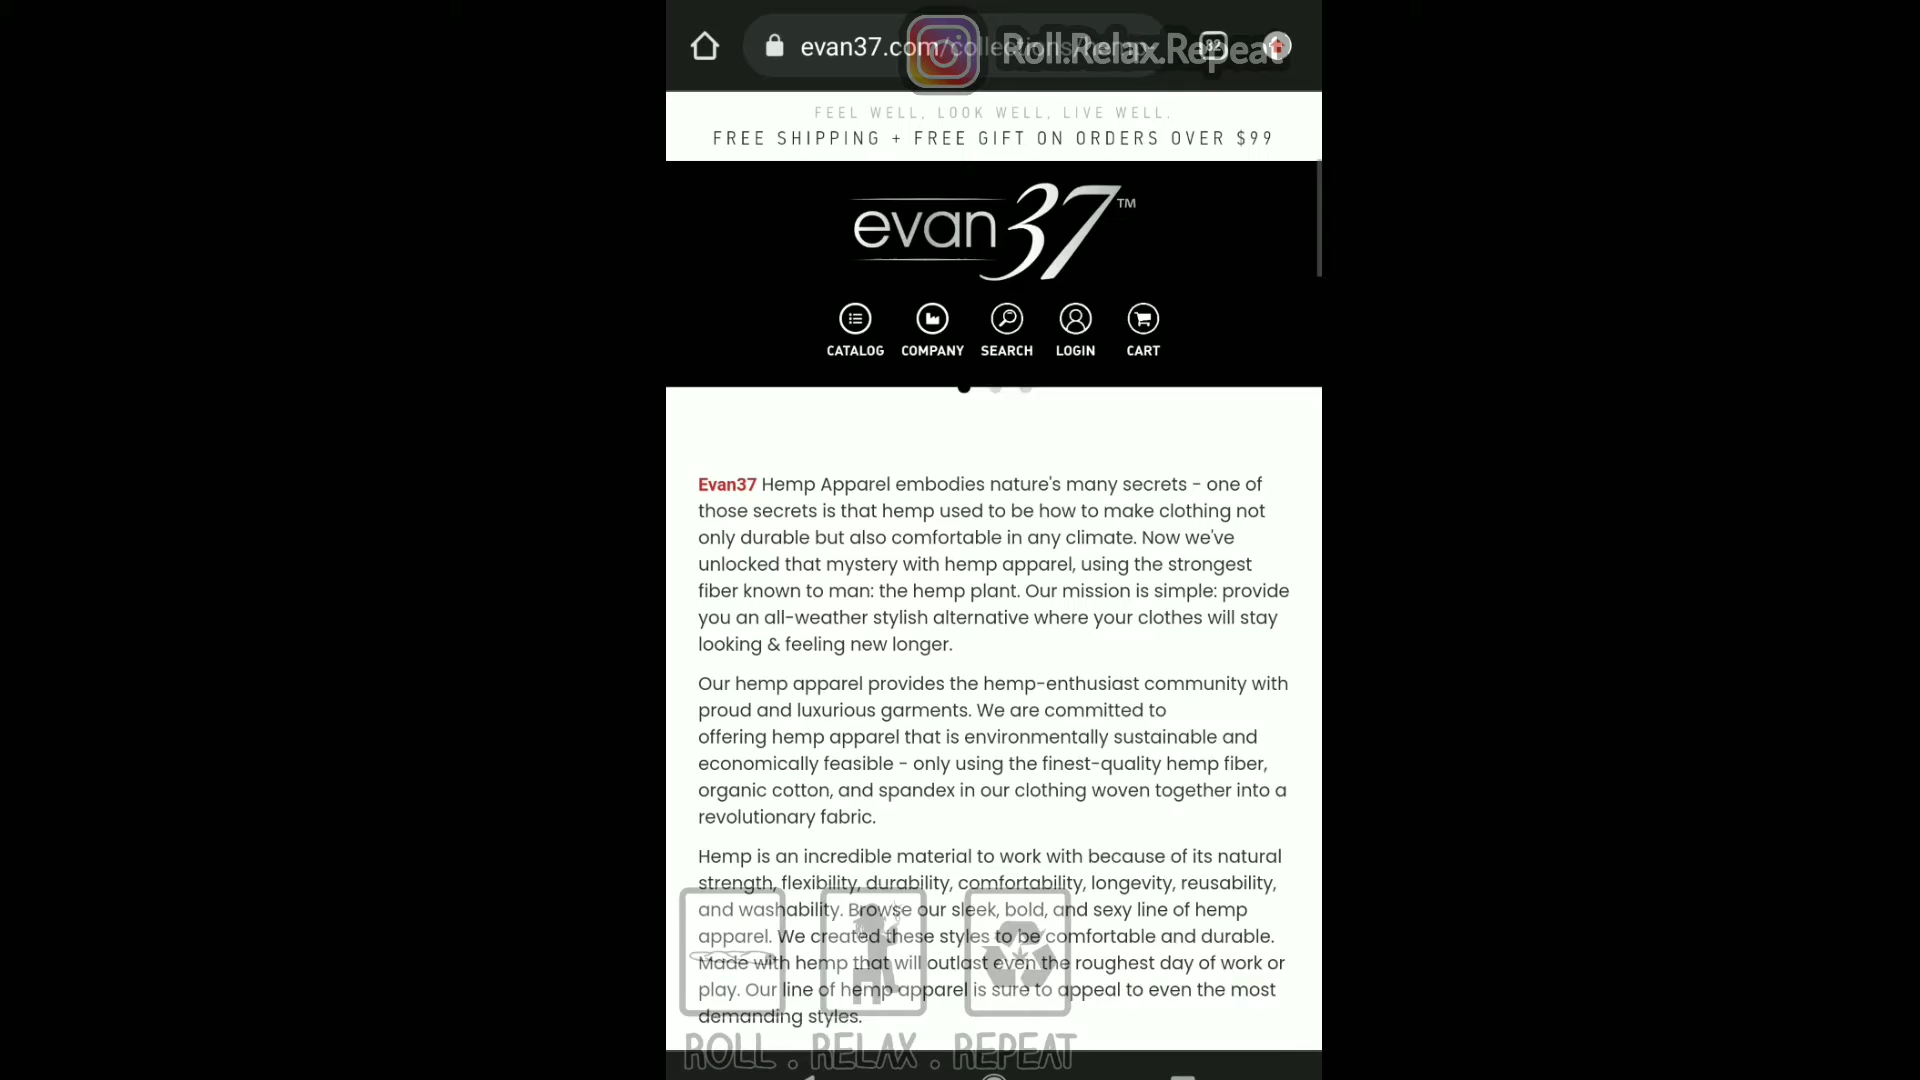 evan37.com/collections/hemp-
Roll.Relax.Repeat
32
FEEL WELL, LOOK WELL, LIVE WELL.
FREE SHIPPING + FREE GIFT ON ORDERS OVER $99
evan37™
CATALOG COMPANY SEARCH LOGIN CART
Evan37 Hemp Apparel embodies nature's many secrets - one of
those secrets is that hemp used to be how to make clothing not
only durable but also comfortable in any climate. Now we've
unlocked that mystery with hemp apparel, using the strongest
fiber known to man: the hemp plant. Our mission is simple: provide
you an all-weather stylish alternative where your clothes will stay
looking & feeling new longer.
Our hemp apparel provides the hemp-enthusiast community with
proud and luxurious garments. We are committed to
offering hemp apparel that is environmentally sustainable and
economically feasible - only using the finest-quality hemp fiber,
organic cotton, and spandex in our clothing woven together into a
revolutionary fabric.
Hemp is an incredible material to work with because of its natural
strength, flexibility, durability, comfortability, longevity, reusability,
and washability. Browse our sleek, bold, and sexy line of hemp
apparel. We created these styles to be comfortable and durable.
Made with hemp that will outlast even the roughest day of work or
play. Our line of hemp apparel is sure to appeal to even the most
demanding styles.
ROLL . RELAX . REPEAT